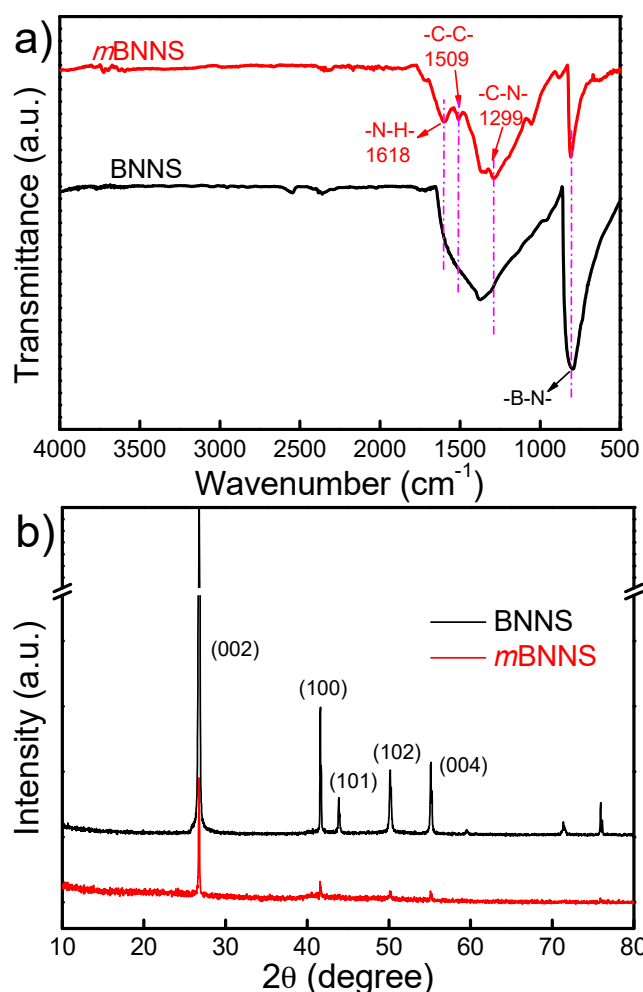 a)
mBNNS
-C-C-
1509
-C-N-
1299
-N-H-
1618
BNNS
-B-N-
Transmittance (a.u.)
4000 3500 3000 2500 2000 1500 1000 500
Wavenumber (cm⁻¹)
b)
BNNS
mBNNS
(002)
(100)
(101)
(102)
(004)
Intensity (a.u.)
10 20 30 40 50 60 70 80
2θ (degree)